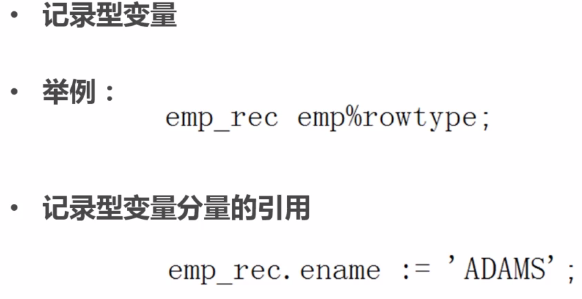 • 记录型变量
• 举例：
emp_rec emp%rowtype;
• 记录型变量分量的引用
emp_rec.ename := 'ADAMS';